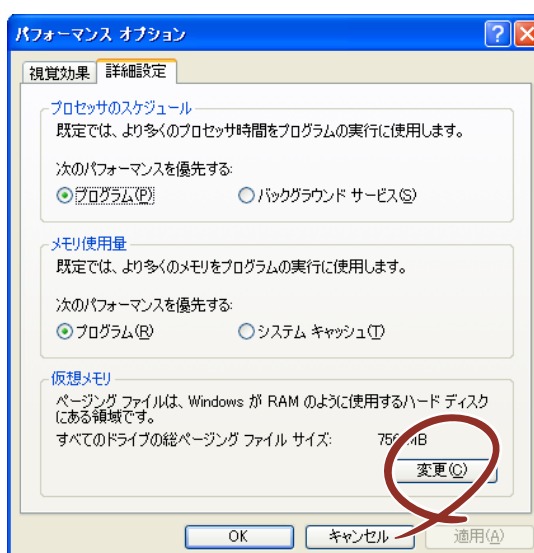 パフォーマンス オプション
視覚効果 詳細設定
プロセッサのスケジュール
既定では、より多くのプロセッサ時間をプログラムの実行に使用します。
次のパフォーマンスを優先する:
プログラム(P) バックグラウンド サービス(S)
メモリ使用量
既定では、より多くのメモリをプログラムの実行に使用します。
次のパフォーマンスを優先する:
プログラム(R) システム キャッシュ(T)
仮想メモリ
ページング ファイルは、Windows が RAM のように使用するハード ディスク
にある領域です。
すべてのドライブの総ページング ファイル サイズ: MB
変更(C)
OK キャンセル 適用(A)